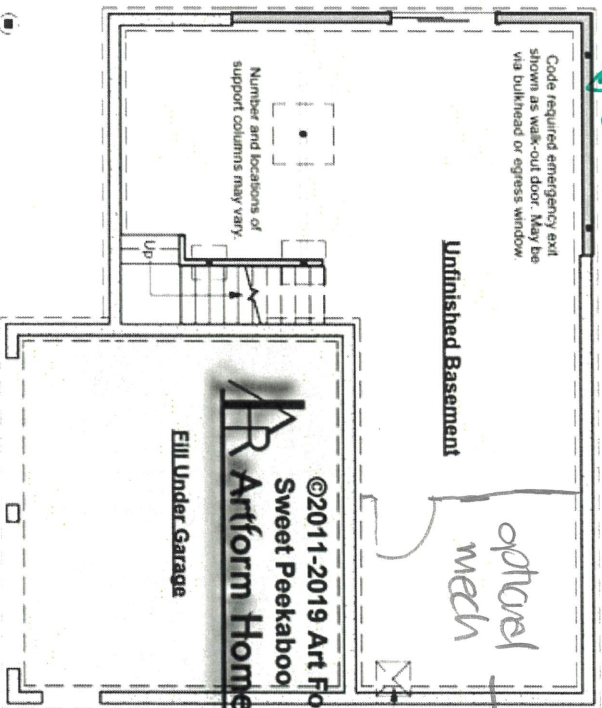 Code required emergency exit
shown as walk-out door. May be
via bulkhead or egress window.
Number and locations of
support columns may vary.
Up
Unfinished Basement
optional
mech
©2011-2019 Art Fo
Sweet Peekaboo
AR Artform Home
Fill Under Garage